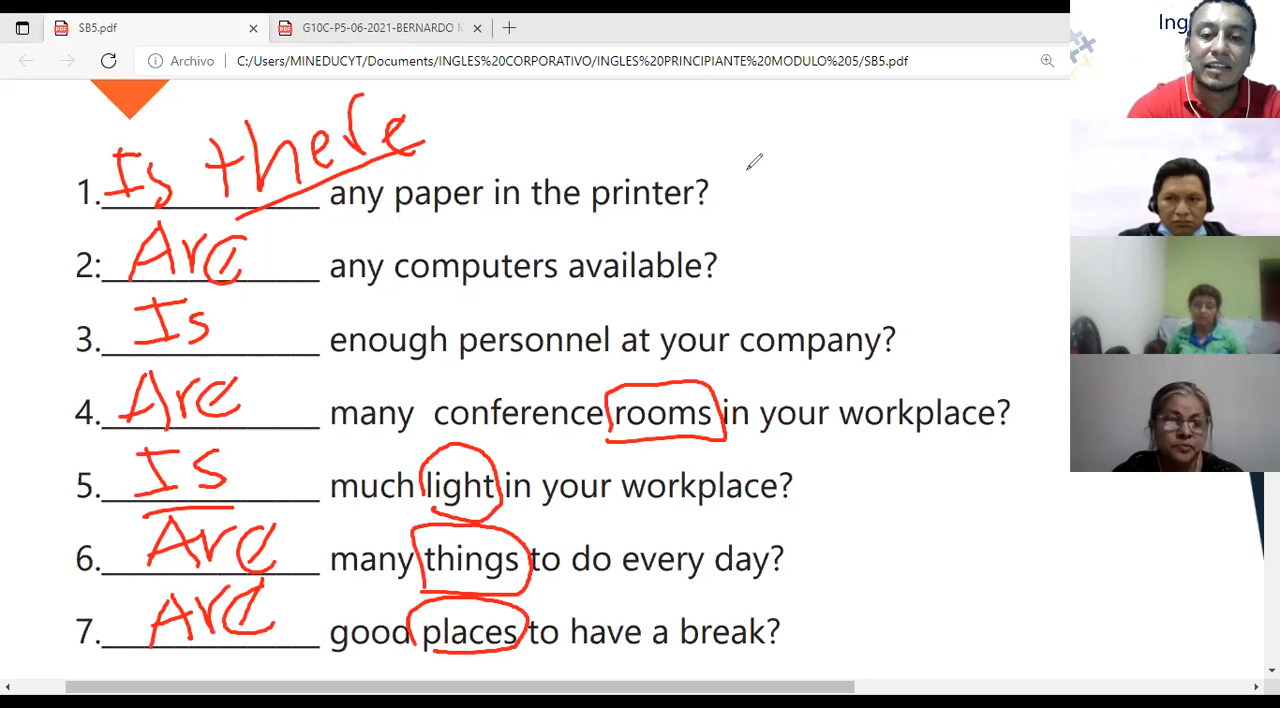 SB5.pdf
G10C-P5-06-2021-BERNARDO
Ing
Archivo
C:/Users/MINEDUCYT/Documents/INGLES%20CORPORATIVO/INGLES%20PRINCIPIANTE%20MODULO%205/SB5.pdf
1. Is there any paper in the printer?
2: Are any computers available?
3. Is enough personnel at your company?
4. Are many conference rooms in your workplace?
5. Is much light in your workplace?
6. Are many things to do every day?
7. Are good places to have a break?